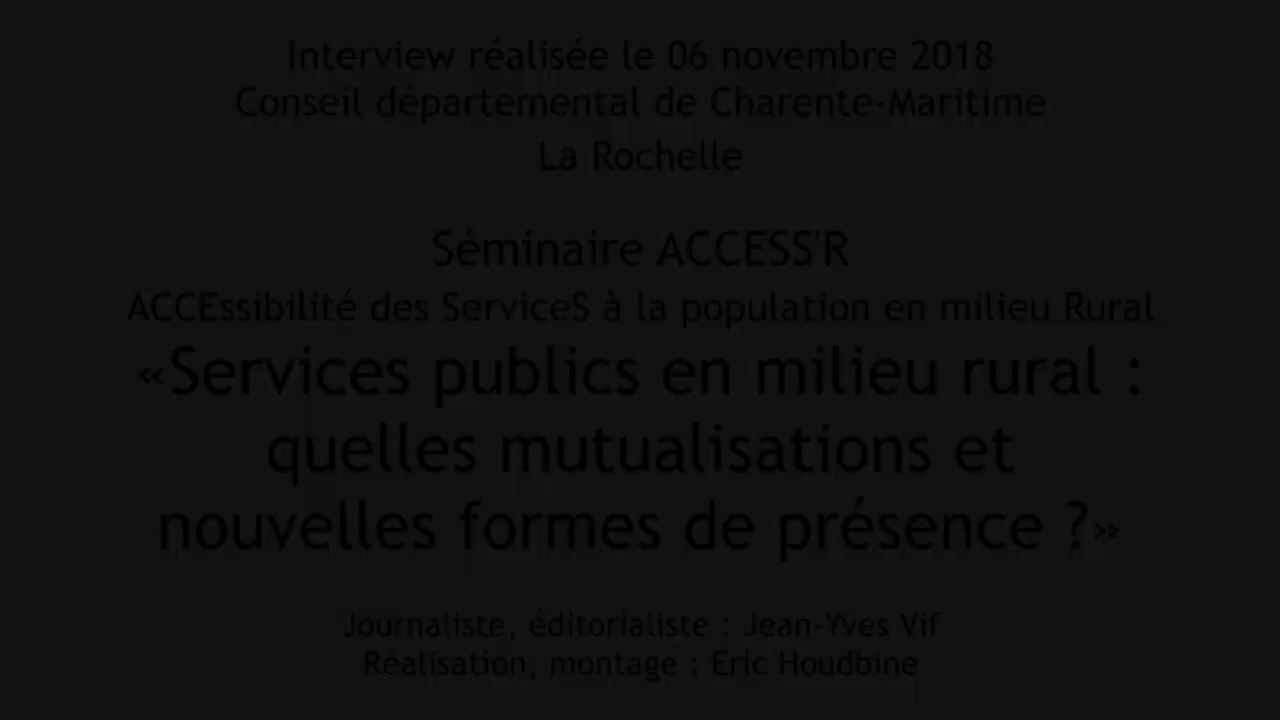 Interview réalisée le 06 novembre 2018
Conseil départemental de Charente-Maritime
La Rochelle
Séminaire ACCESS'R
ACCEssibilité des ServiceS à la population en milieu Rural
«Services publics en milieu rural :
quelles mutualisations et
nouvelles formes de présence ?»
Journaliste, éditorialiste : Jean-Yves Vif
Réalisation, montage : Eric Houdbine